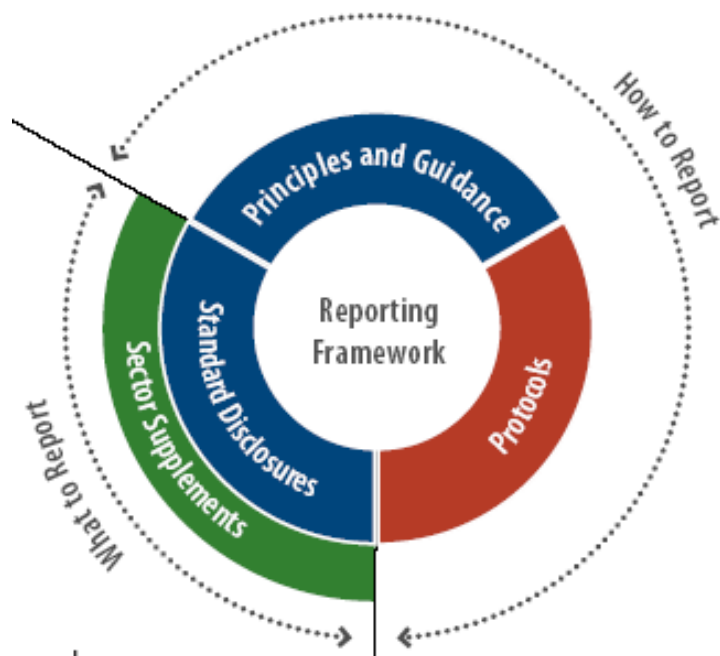 How to Report
Principles and Guidance
Reporting
Framework
Standard Disclosures
Sector Supplements
Protocols
What to Report